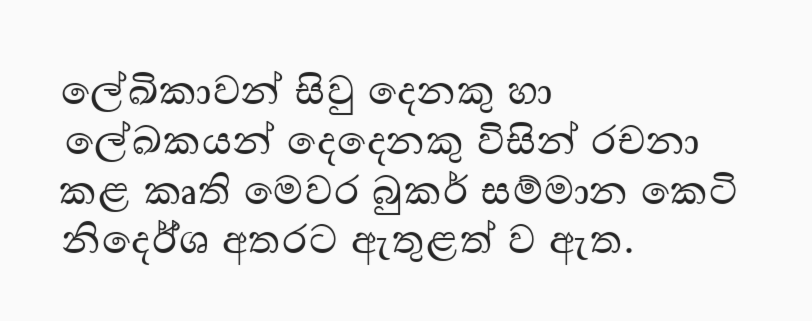 ලේඛිකාවන් සිවු දෙනකු හා
ලේඛකයන් දෙදෙනකු විසින් රචනා
කළ කෘති මෙවර බුකර් සම්මාන කෙටි
නිර්දේශ අතරට ඇතුළත් ව ඇත.